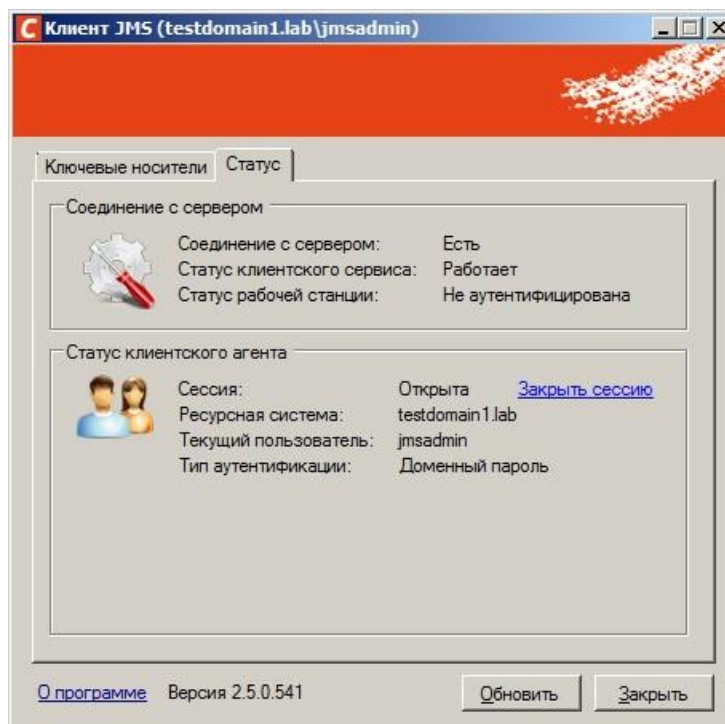 Клиент JMS (testdomain1.lab\jmsadmin)
Ключевые носители Статус
Соединение с сервером
Соединение с сервером: Есть
Статус клиентского сервиса: Работает
Статус рабочей станции: Не аутентифицирована
Статус клиентского агента
Сессия: Открыта Закрыть сессию
Ресурсная система: testdomain1.lab
Текущий пользователь: jmsadmin
Тип аутентификации: Доменный пароль
О программе Версия 2.5.0.541 Обновить Закрыть